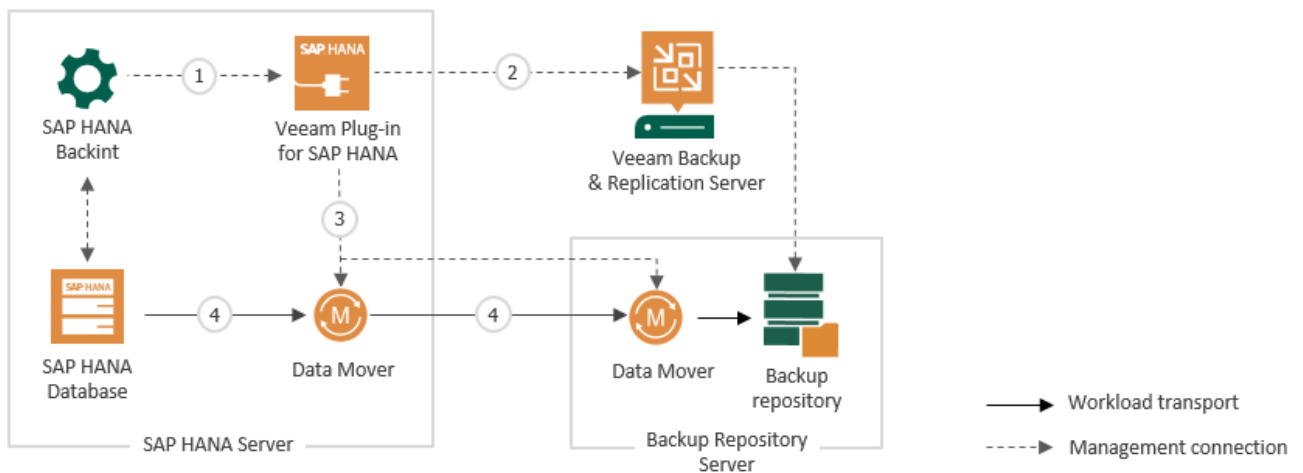 SAP HANA
1
2
SAP HANA
Backint
Veeam Plug-in
for SAP HANA
Veeam Backup
& Replication Server
3
SAP HANA
4
M
4
M
SAP HANA
Database
Data Mover
Data Mover
Backup
repository
SAP HANA Server
Backup Repository
Server
Workload transport
Management connection